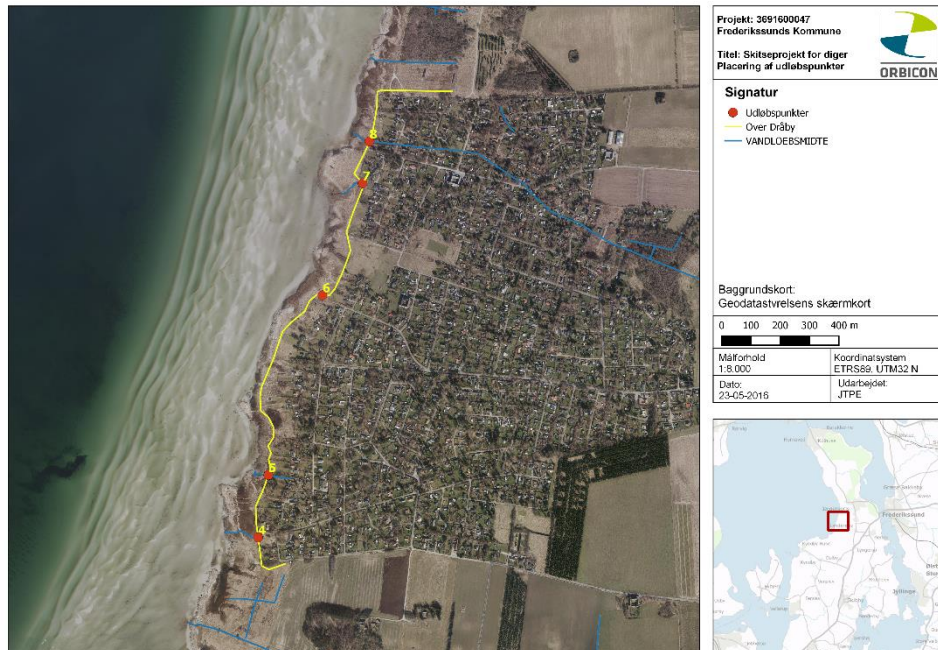 Projekt: 3691600047
Frederikssunds Kommune
Titel: Skitseprojekt for diger
Placering af udløbspunkter
ORBICON
Signatur
Udløbspunkter
Over Dråby
VANDLOEBSMIDTE
8
7
6
5
4
Baggrundskort:
Geodatastyrelsens skærmkort
0 100 200 300 400 m
Målforhold
1:8.000
Koordinatsystem
ETRS89, UTM32 N
Dato:
23-05-2016
Udarbejdet:
JTPE
Frederikssund
Jyllinge